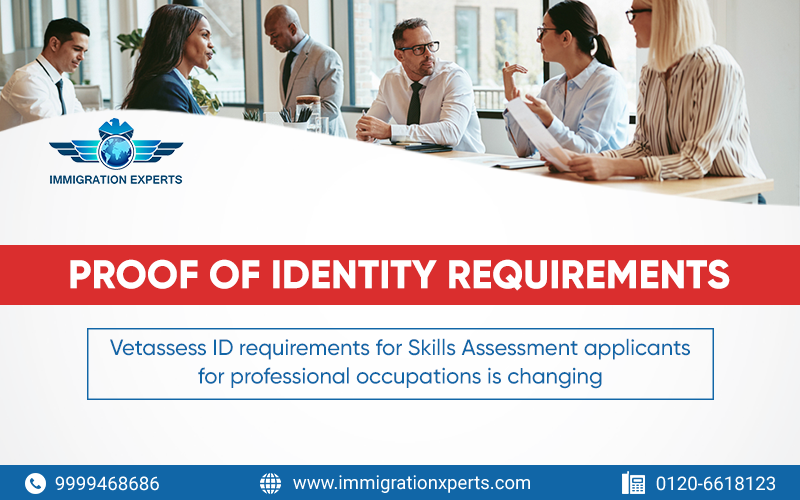 IMMIGRATION EXPERTS
PROOF OF IDENTITY REQUIREMENTS
Vetassess ID requirements for Skills Assessment applicants
for professional occupations is changing
9999468686 www.immigrationxperts.com 0120-6618123